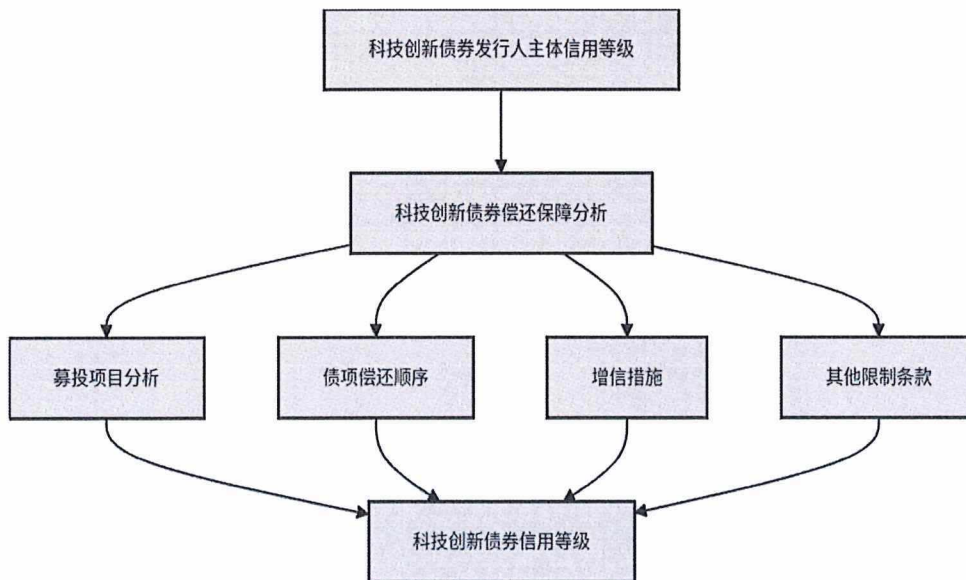 科技创新债券发行人主体信用等级
科技创新债券偿还保障分析
募投项目分析
债项偿还顺序
增信措施
其他限制条款
科技创新债券信用等级